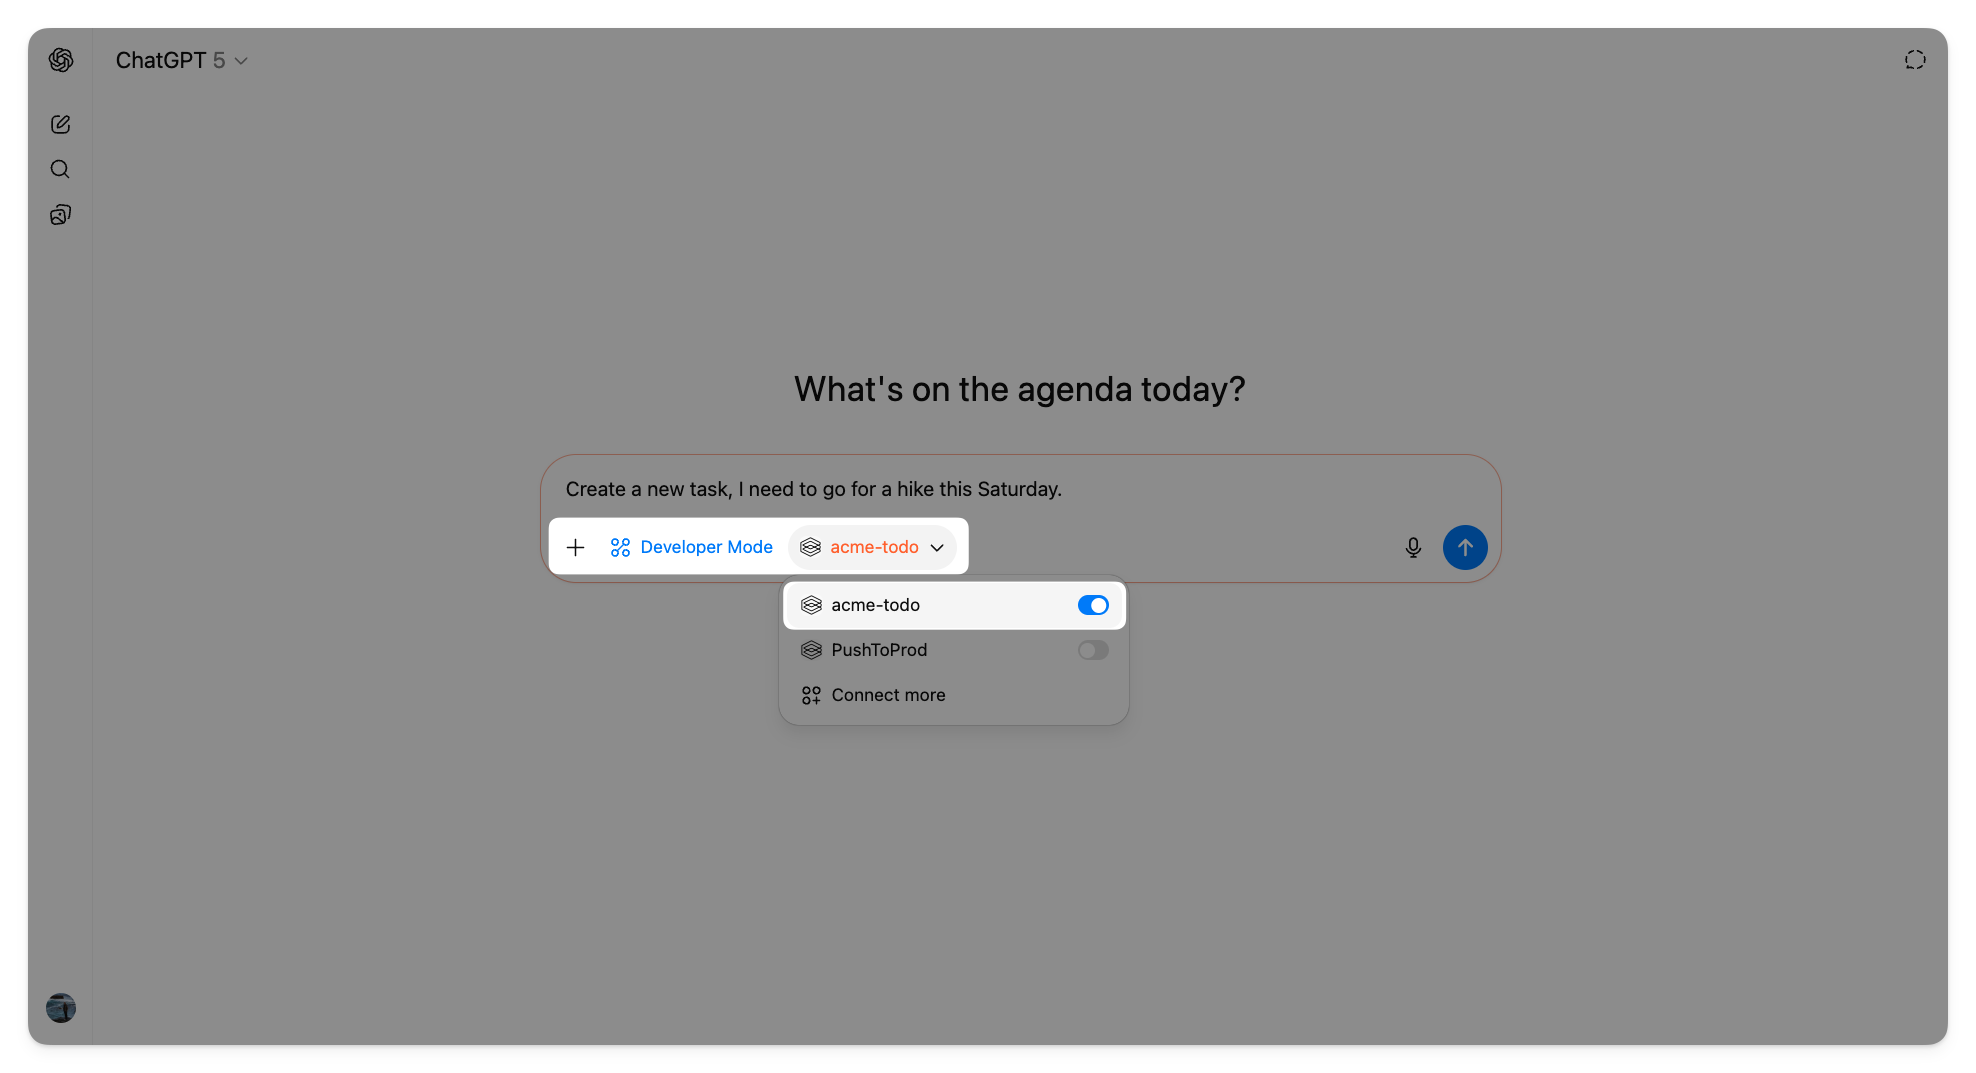 ChatGPT 5
What's on the agenda today?
Create a new task, I need to go for a hike this Saturday.
Developer Mode
acme-todo
acme-todo
PushToProd
Connect more